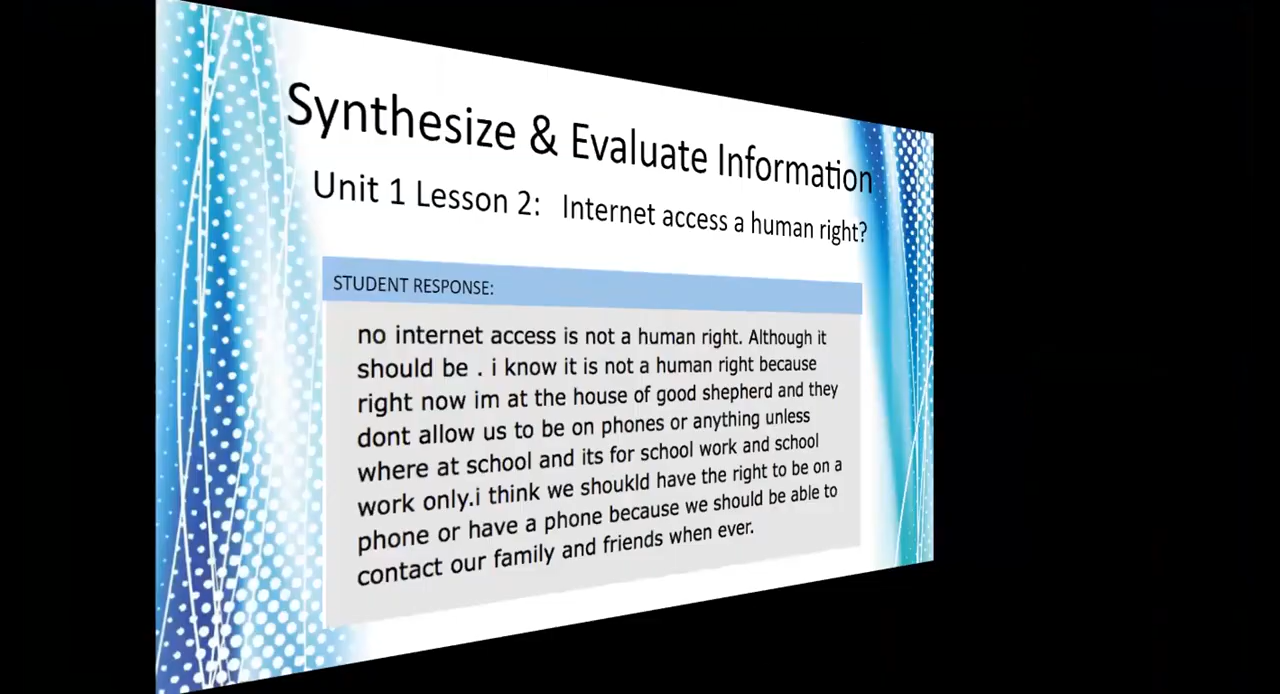 Synthesize & Evaluate Information
Unit 1 Lesson 2: Internet access a human right?
STUDENT RESPONSE:
no internet access is not a human right. Although it
should be . i know it is not a human right because
right now im at the house of good shepherd and they
dont allow us to be on phones or anything unless
where at school and its for school work and school
work only.i think we shoukld have the right to be on a
phone or have a phone because we should be able to
contact our family and friends when ever.